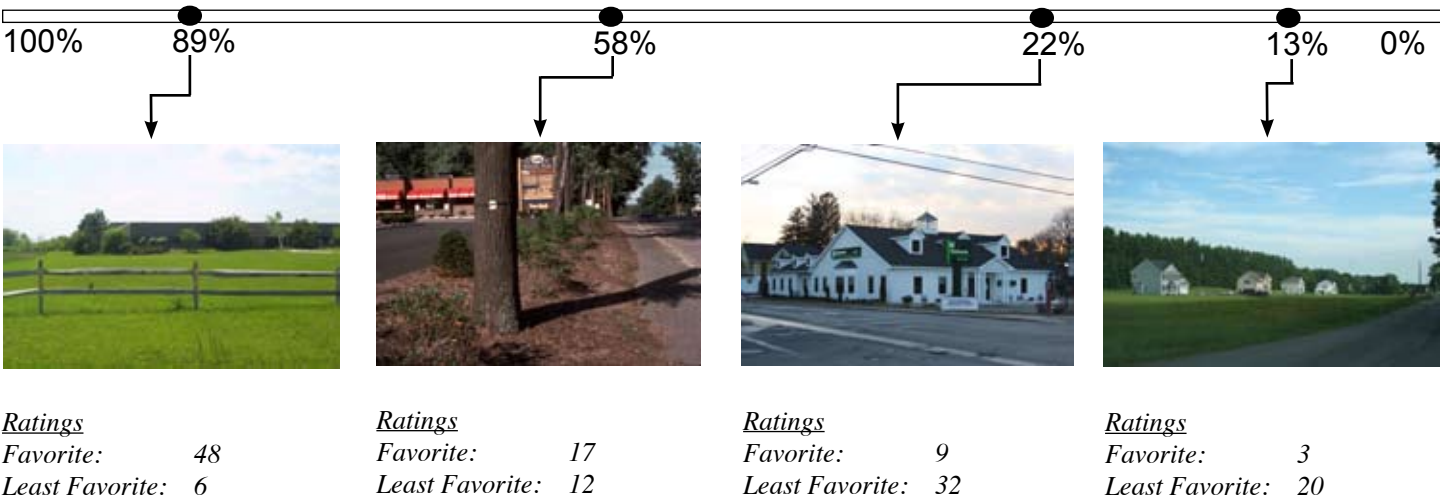 100% 89% 58% 22% 13% 0%
Ratings
Favorite: 48
Least Favorite: 6
Ratings
Favorite: 17
Least Favorite: 12
Ratings
Favorite: 9
Least Favorite: 32
Ratings
Favorite: 3
Least Favorite: 20